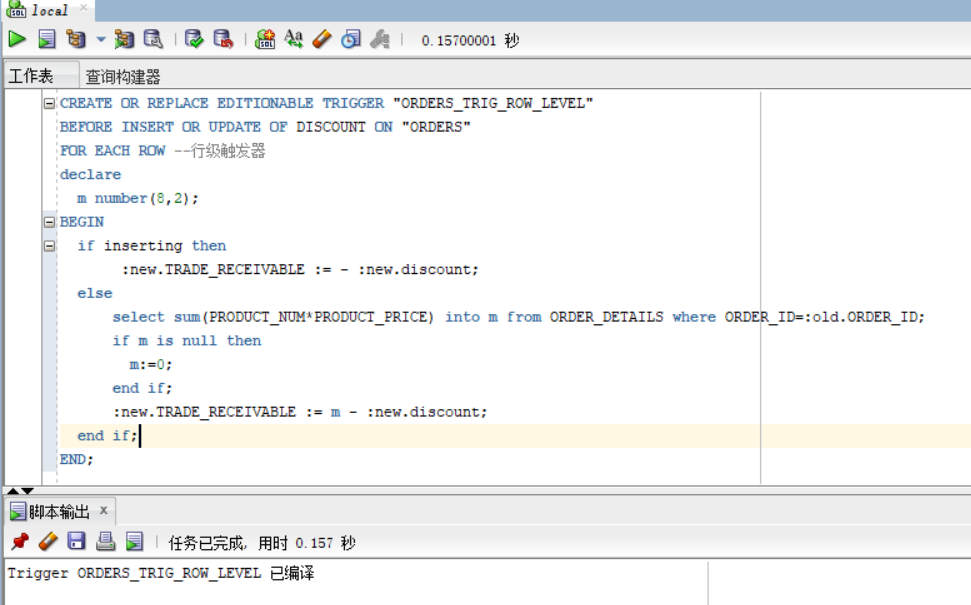 local
0.15700001 秒
工作表 查询构建器
CREATE OR REPLACE EDITIONABLE TRIGGER "ORDERS_TRIG_ROW_LEVEL"
BEFORE INSERT OR UPDATE OF DISCOUNT ON "ORDERS"
FOR EACH ROW --行级触发器
declare
m number(8,2);
BEGIN
if inserting then
:new.TRADE_RECEIVABLE := - :new.discount;
else
select sum(PRODUCT_NUM*PRODUCT_PRICE) into m from ORDER_DETAILS where ORDER_ID=:old.ORDER_ID;
if m is null then
m:=0;
end if;
:new.TRADE_RECEIVABLE := m - :new.discount;
end if;
END;
脚本输出 x
任务已完成, 用时 0.157 秒
Trigger ORDERS_TRIG_ROW_LEVEL 已编译